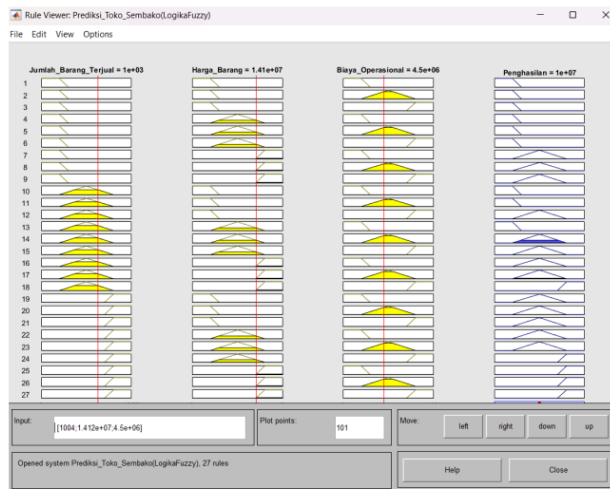 Rule Viewer: Prediksi_Toko_Sembako(LogikaFuzzy)
File Edit View Options
Jumlah_Barang_Terjual = 1e+03
Harga_Barang = 1.41e+07
Biaya_Operasional = 4.5e+06
Penghasilan = 1e+07
1
2
3
4
5
6
7
8
9
10
11
12
13
14
15
16
17
18
19
20
21
22
23
24
25
26
27
Input: [1004;1.412e+07;4.5e+06]
Plot points: 101
Move: left right down up
Opened system Prediksi_Toko_Sembako(LogikaFuzzy), 27 rules
Help Close